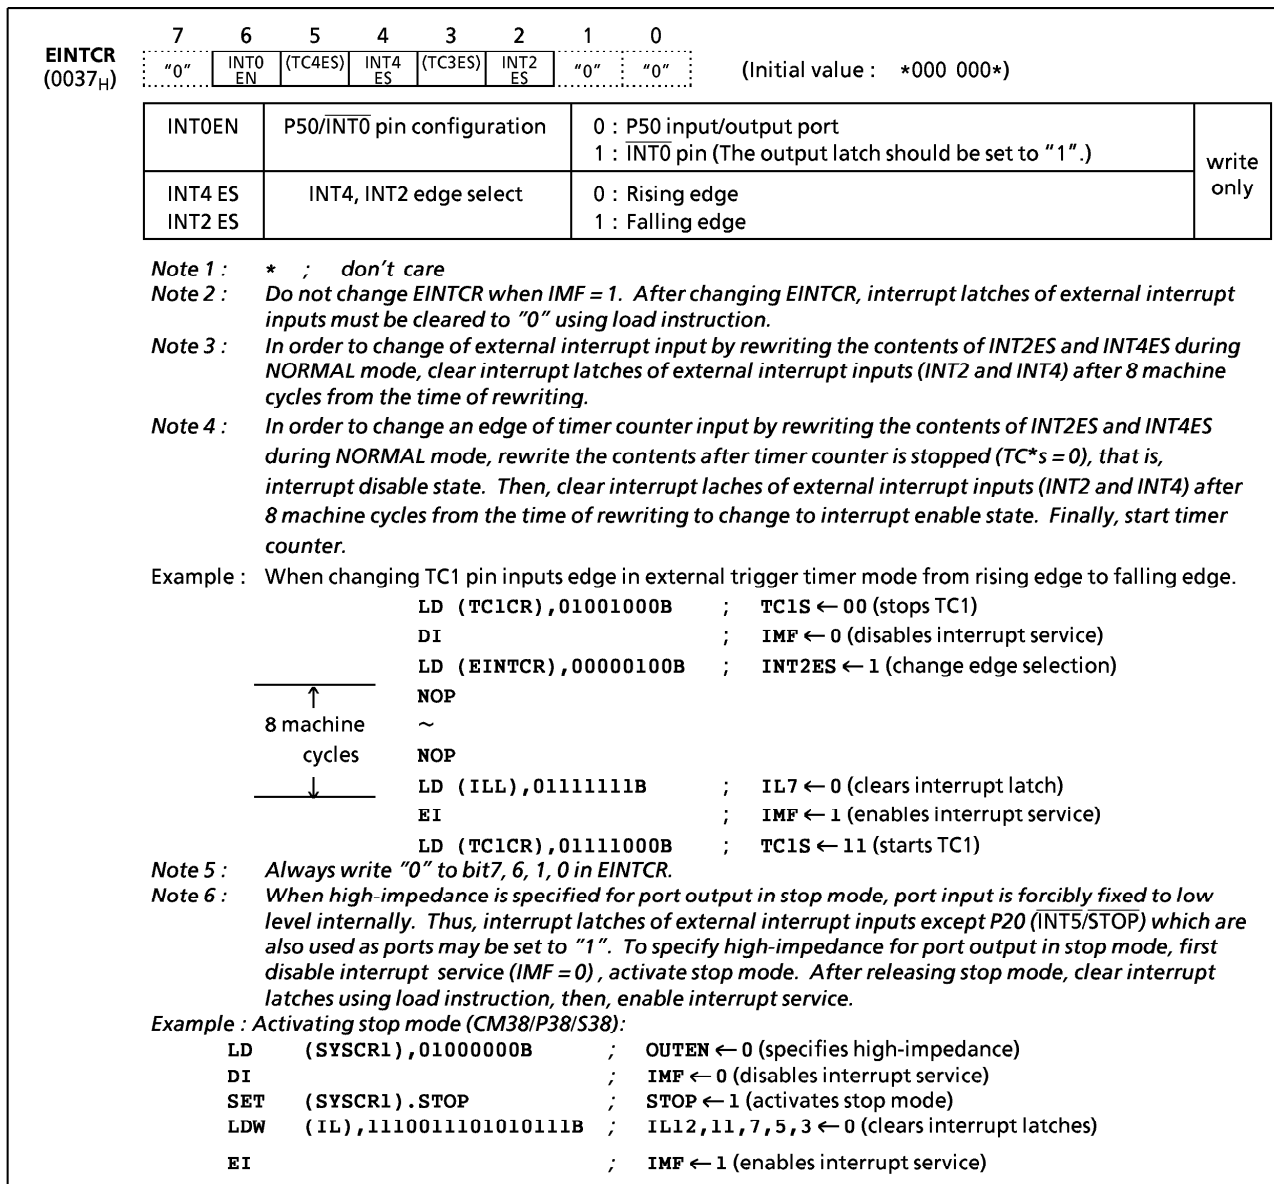 7 6 5 4 3 2 1 0
EINTCR (0037H) "0" INT0 EN (TC4ES) INT4 ES (TC3ES) INT2 ES "0" "0" (Initial value : *000 000*)
INT0EN P50/INT0 pin configuration 0 : P50 input/output port
1 : INT0 pin (The output latch should be set to "1".)
write only
INT4 ES INT4, INT2 edge select 0 : Rising edge
INT2 ES 1 : Falling edge
Note 1 : * ; don't care
Note 2 : Do not change EINTCR when IMF = 1. After changing EINTCR, interrupt latches of external interrupt
inputs must be cleared to "0" using load instruction.
Note 3 : In order to change of external interrupt input by rewriting the contents of INT2ES and INT4ES during
NORMAL mode, clear interrupt latches of external interrupt inputs (INT2 and INT4) after 8 machine
cycles from the time of rewriting.
Note 4 : In order to change an edge of timer counter input by rewriting the contents of INT2ES and INT4ES
during NORMAL mode, rewrite the contents after timer counter is stopped (TC*s = 0), that is,
interrupt disable state. Then, clear interrupt laches of external interrupt inputs (INT2 and INT4) after
8 machine cycles from the time of rewriting to change to interrupt enable state. Finally, start timer
counter.
Example : When changing TC1 pin inputs edge in external trigger timer mode from rising edge to falling edge.
LD (TC1CR),01001000B ; TC1S ← 00 (stops TC1)
DI ; IMF ← 0 (disables interrupt service)
LD (EINTCR),00000100B ; INT2ES ← 1 (change edge selection)
↑ NOP
8 machine ~
cycles NOP
↓ LD (ILL),01111111B ; IL7 ← 0 (clears interrupt latch)
EI ; IMF ← 1 (enables interrupt service)
LD (TC1CR),01111000B ; TC1S ← 11 (starts TC1)
Note 5 : Always write "0" to bit7, 6, 1, 0 in EINTCR.
Note 6 : When high-impedance is specified for port output in stop mode, port input is forcibly fixed to low
level internally. Thus, interrupt latches of external interrupt inputs except P20 (INT5/STOP) which are
also used as ports may be set to "1". To specify high-impedance for port output in stop mode, first
disable interrupt service (IMF = 0) , activate stop mode. After releasing stop mode, clear interrupt
latches using load instruction, then, enable interrupt service.
Example : Activating stop mode (CM38/P38/S38):
LD (SYSCR1),01000000B ; OUTEN ← 0 (specifies high-impedance)
DI ; IMF ← 0 (disables interrupt service)
SET (SYSCR1).STOP ; STOP ← 1 (activates stop mode)
LDW (IL),1110011101010111B ; IL12,11,7,5,3 ← 0 (clears interrupt latches)
EI ; IMF ← 1 (enables interrupt service)